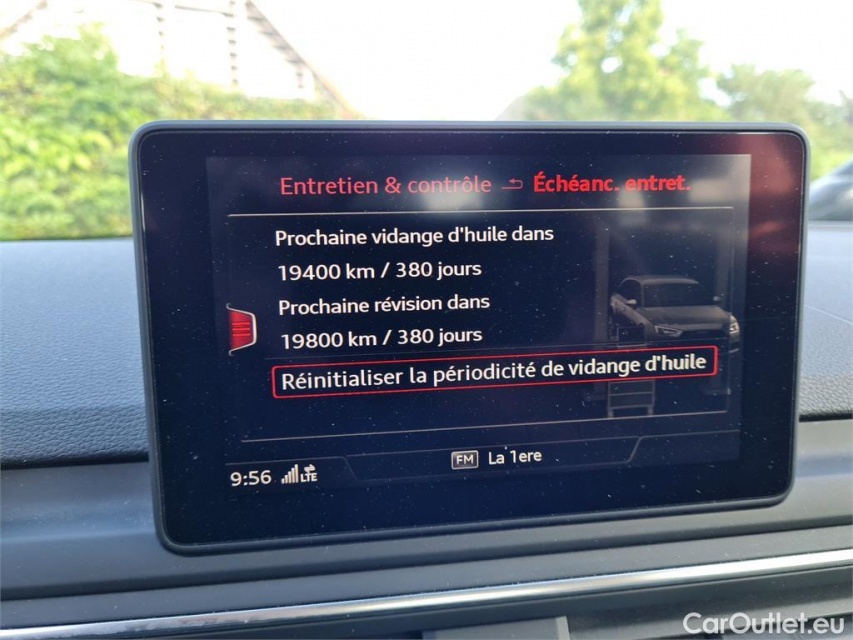 Entretien & contrôle Échéanc. entret.
Prochaine vidange d'huile dans
19400 km / 380 jours
Prochaine révision dans
19800 km / 380 jours
Réinitialiser la périodicité de vidange d'huile
FM La 1ere
9:56 LTE
CarOutlet.eu